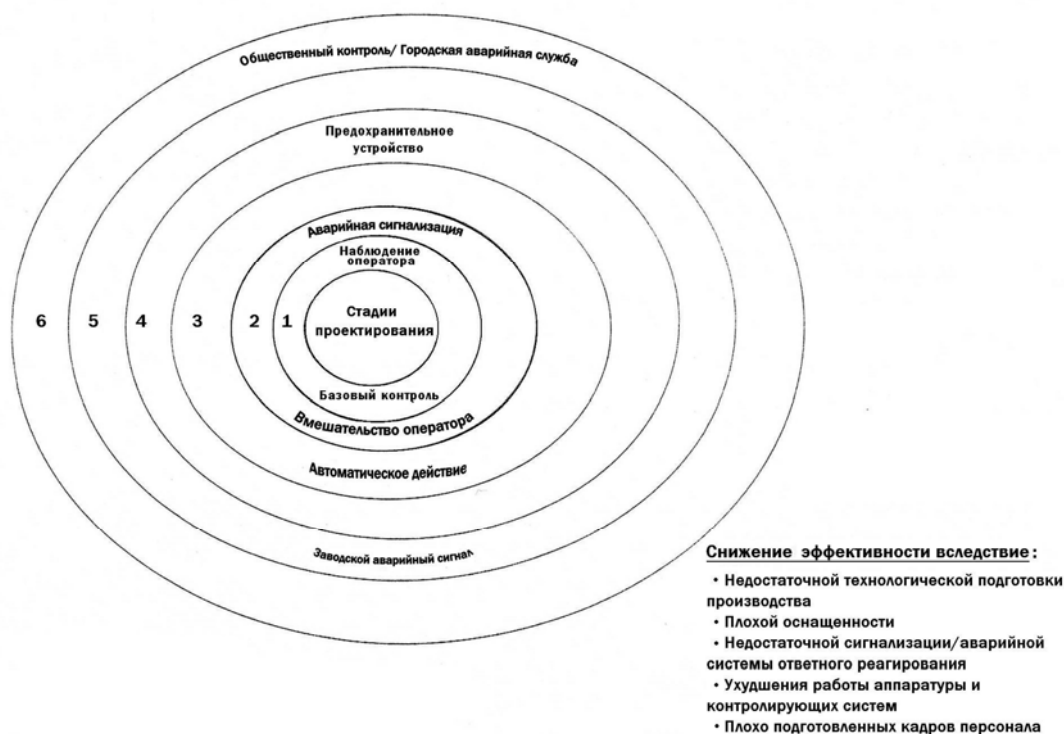 Общественный контроль/ Городская аварийная служба
Предохранительное
устройство
Аварийная сигнализация
Наблюдение
оператора
6 5 4 3 2 1
Стадии
проектирования
Базовый контроль
Вмешательство оператора
Автоматическое действие
Заводской аварийный сигнал
Снижение эффективности вследствие:
• Недостаточной технологической подготовки
производства
• Плохой оснащенности
• Недостаточной сигнализации/аварийной
системы ответного реагирования
• Ухудшения работы аппаратуры и
контролирующих систем
• Плохо подготовленных кадров персонала